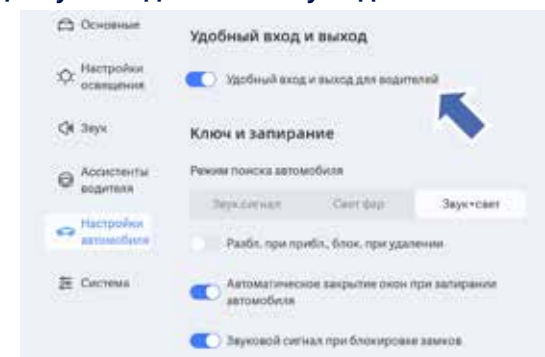 Основные
Удобный вход и выход
Настройки
освещения
Удобный вход и выход для водителей
Звук
Ключ и запирание
Ассистенты
водителя
Режим поиска автомобиля
Звук.сигнал
Свет фар
Звук+свет
Настройки
автомобиля
Разбл. при прибл., блок. при удалении
Система
Автоматическое закрытие окон при запирании
автомобиля
Звуковой сигнал при блокировке замков